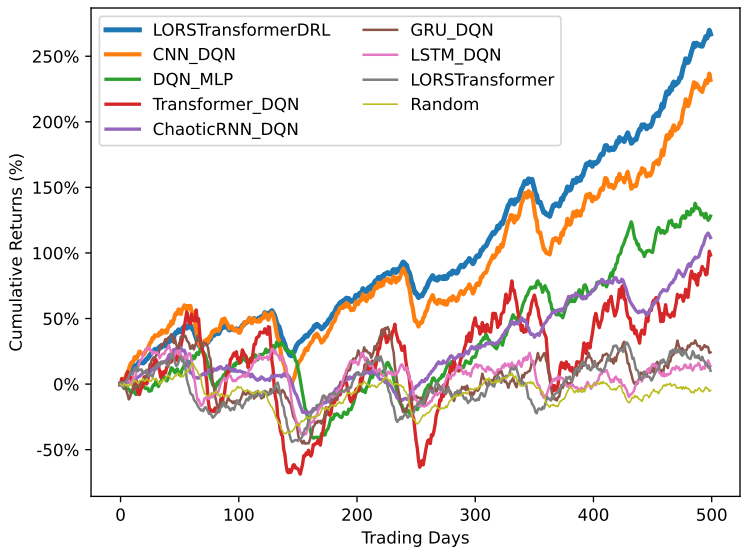 LORSTransformerDRL
CNN_DQN
DQN_MLP
Transformer_DQN
ChaoticRNN_DQN
GRU_DQN
LSTM_DQN
LORSTransformer
Random
Cumulative Returns (%)
250%
200%
150%
100%
50%
0%
-50%
0 100 200 300 400 500
Trading Days